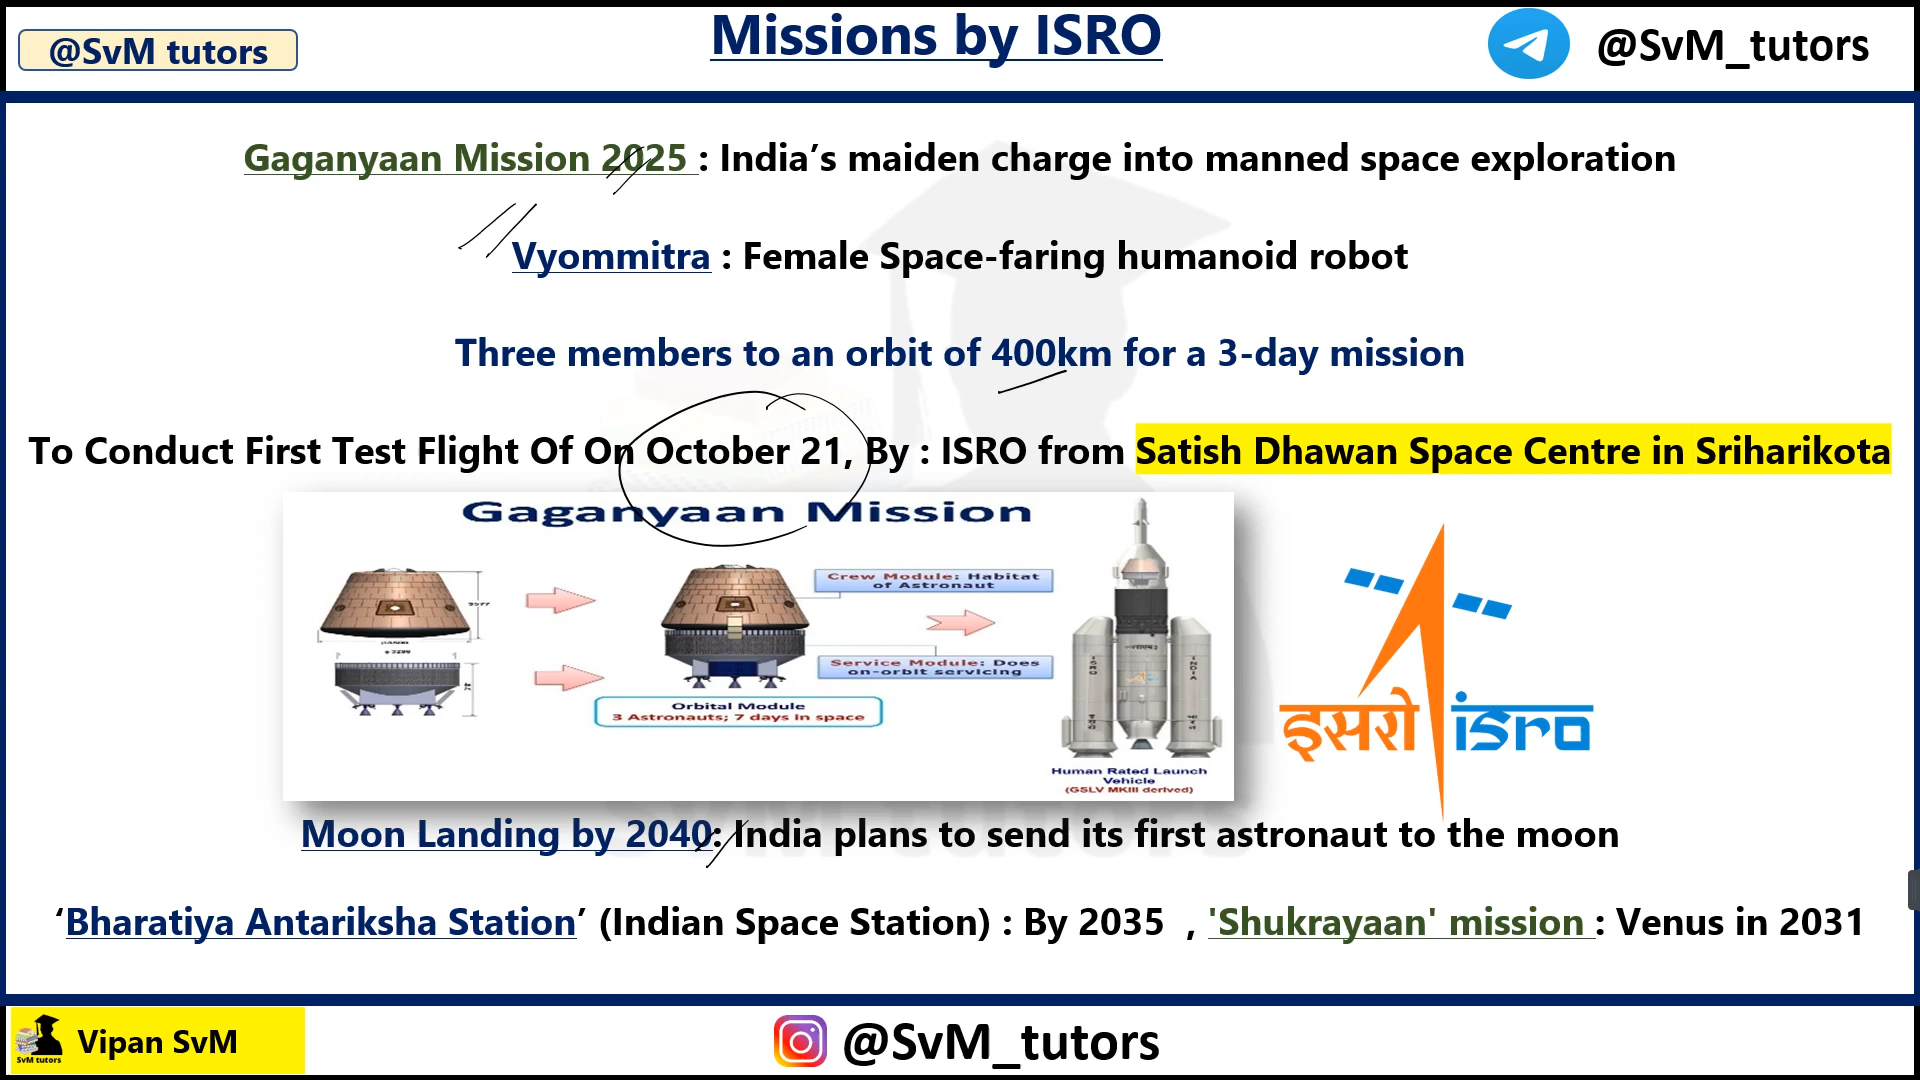 @SvM tutors
Missions by ISRO
@SvM_tutors
Gaganyaan Mission 2025 : India’s maiden charge into manned space exploration
Vyommitra : Female Space-faring humanoid robot
Three members to an orbit of 400km for a 3-day mission
To Conduct First Test Flight Of On October 21, By : ISRO from Satish Dhawan Space Centre in Sriharikota
Gaganyaan Mission
Crew Module: Habitat
of Astronaut
Service Module: Does
on-orbit servicing
Orbital Module
3 Astronauts; 7 days in space
Human Rated Launch
Vehicle
(GSLV MKIII derived)
इसरो isro
Moon Landing by 2040: India plans to send its first astronaut to the moon
‘Bharatiya Antariksha Station’ (Indian Space Station) : By 2035 , 'Shukrayaan' mission : Venus in 2031
SvM tutors
Vipan SvM
@SvM_tutors